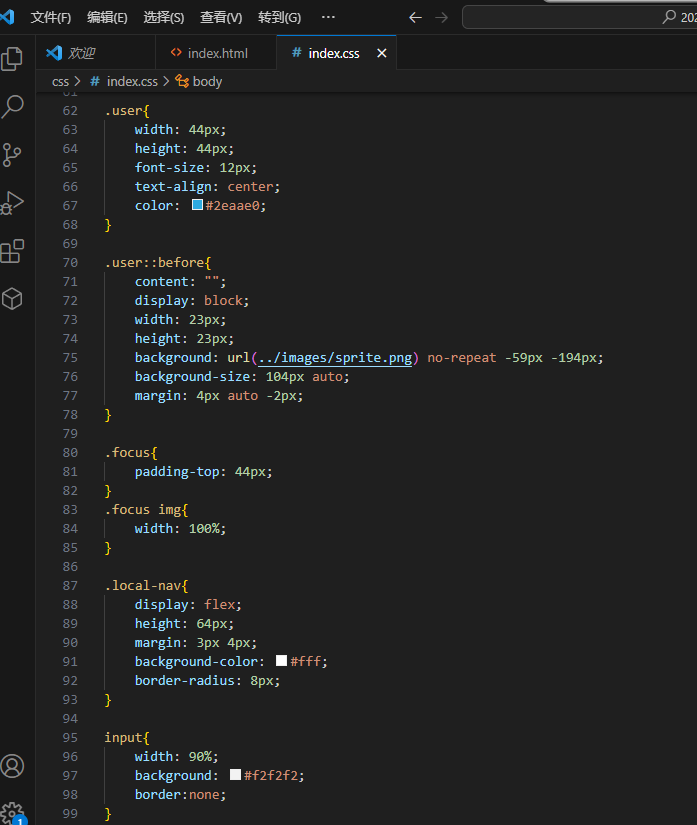 文件(F) 编辑(E) 选择(S) 查看(V) 转到(G) ··· ← → 202
欢迎 <> index.html # index.css ×
css > # index.css > body
61
62 .user{
63 width: 44px;
64 height: 44px;
65 font-size: 12px;
66 text-align: center;
67 color: #2eaae0;
68 }
69
70 .user::before{
71 content: "";
72 display: block;
73 width: 23px;
74 height: 23px;
75 background: url(../images/sprite.png) no-repeat -59px -194px;
76 background-size: 104px auto;
77 margin: 4px auto -2px;
78 }
79
80 .focus{
81 padding-top: 44px;
82 }
83 .focus img{
84 width: 100%;
85 }
86
87 .local-nav{
88 display: flex;
89 height: 64px;
90 margin: 3px 4px;
91 background-color: #fff;
92 border-radius: 8px;
93 }
94
95 input{
96 width: 90%;
97 background: #f2f2f2;
98 border:none;
99 }
1